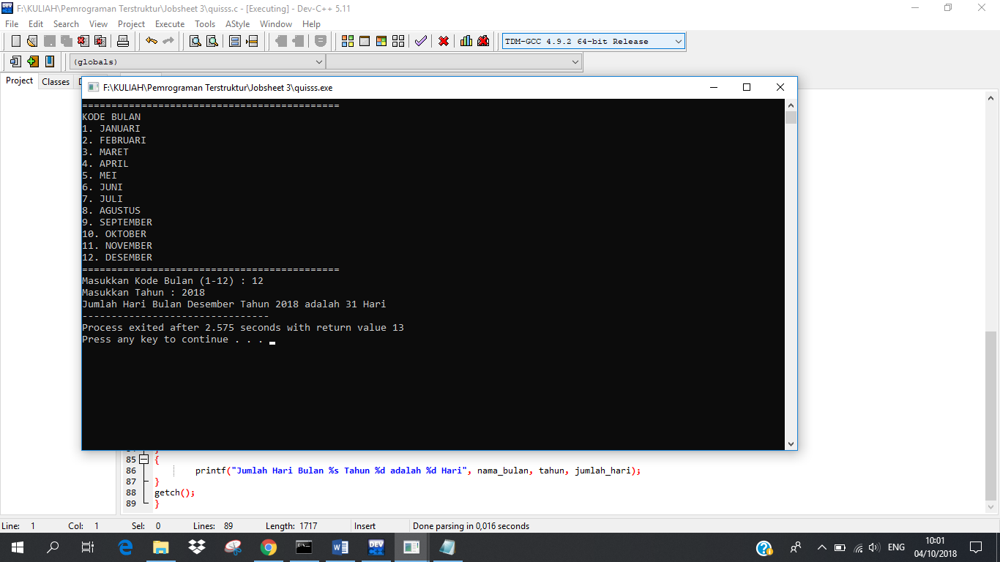 F:\KULIAH\Pemrograman Terstruktur\Jobsheet 3\quisss.c - [Executing] - Dev-C++ 5.11
File Edit Search View Project Execute Tools AStyle Window Help
TDM-GCC 4.9.2 64-bit Release
(globals)
Project Classes
F:\KULIAH\Pemrograman Terstruktur\Jobsheet 3\quisss.exe
============================================
KODE BULAN
1. JANUARI
2. FEBRUARI
3. MARET
4. APRIL
5. MEI
6. JUNI
7. JULI
8. AGUSTUS
9. SEPTEMBER
10. OKTOBER
11. NOVEMBER
12. DESEMBER
============================================
Masukkan Kode Bulan (1-12) : 12
Masukkan Tahun : 2018
Jumlah Hari Bulan Desember Tahun 2018 adalah 31 Hari
--------------------------------
Process exited after 2.575 seconds with return value 13
Press any key to continue . . .
85 {
86 printf("Jumlah Hari Bulan %s Tahun %d adalah %d Hari", nama_bulan, tahun, jumlah_hari);
87 }
88 getch();
89 }
Line: 1 Col: 1 Sel: 0 Lines: 89 Length: 1717 Insert Done parsing in 0,016 seconds
ENG
10:01
04/10/2018